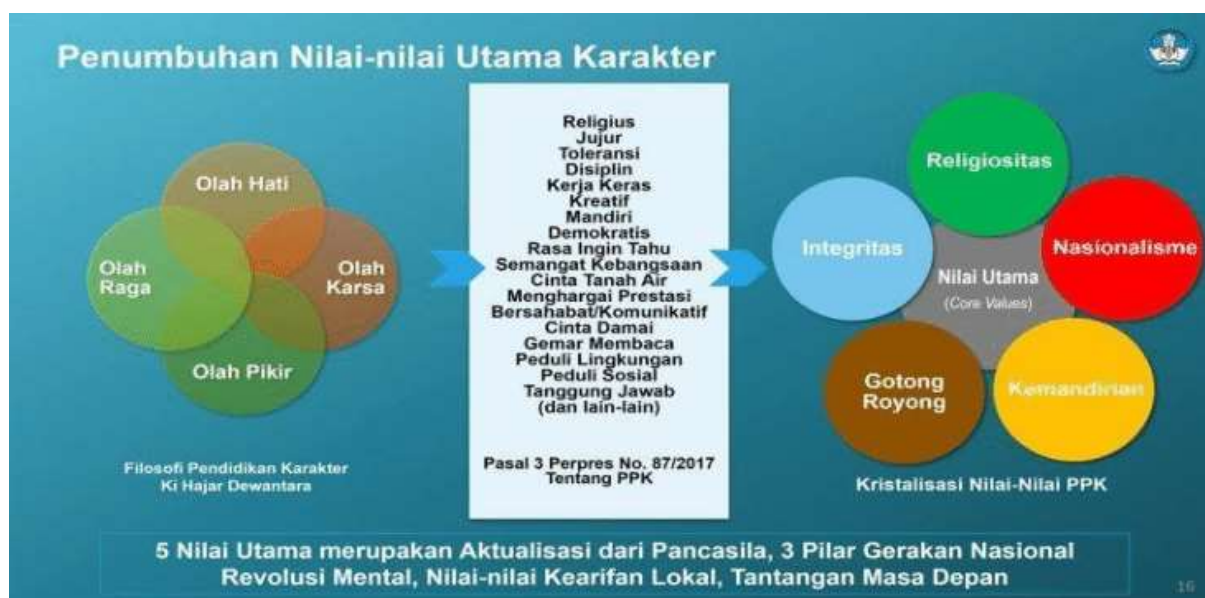 Penumbuhan Nilai-nilai Utama Karakter
Olah Hati
Olah
Raga
Olah
Karsa
Olah Pikir
Filosofi Pendidikan Karakter
Ki Hajar Dewantara
Religius
Jujur
Toleransi
Disiplin
Kerja Keras
Kreatif
Mandiri
Demokratis
Rasa Ingin Tahu
Semangat Kebangsaan
Cinta Tanah Air
Menghargai Prestasi
Bersahabat/Komunikatif
Cinta Damai
Gemar Membaca
Peduli Lingkungan
Peduli Sosial
Tanggung Jawab
(dan lain-lain)
Pasal 3 Perpres No. 87/2017
Tentang PPK
Religiositas
Integritas
Nasionalisme
Nilai Utama
(Core Values)
Gotong
Royong
Kemandirian
Kristalisasi Nilai-Nilai PPK
5 Nilai Utama merupakan Aktualisasi dari Pancasila, 3 Pilar Gerakan Nasional
Revolusi Mental, Nilai-nilai Kearifan Lokal, Tantangan Masa Depan
16